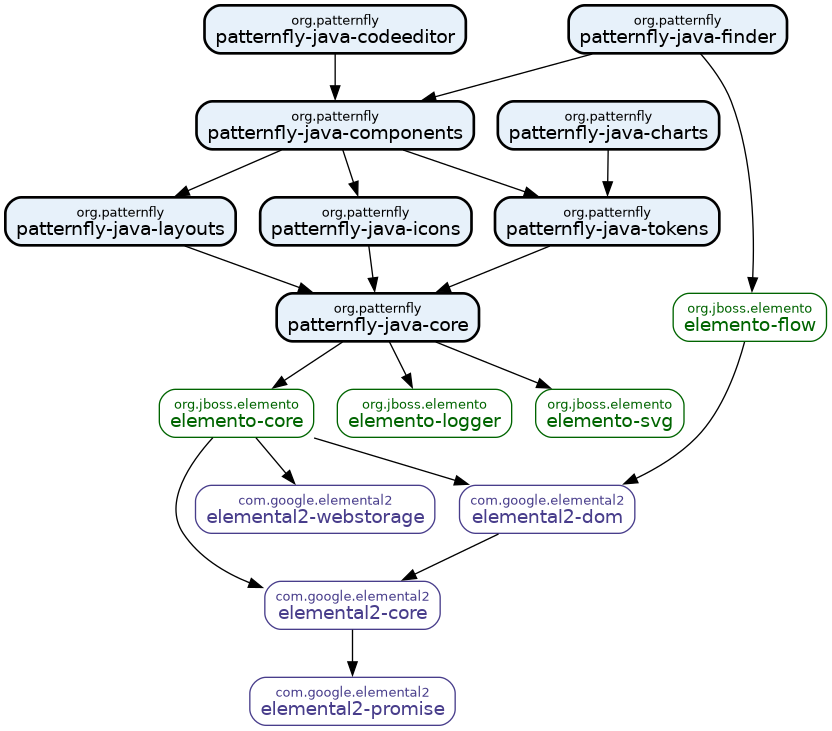 org.patternfly
patternfly-java-codeeditor
org.patternfly
patternfly-java-finder
org.patternfly
patternfly-java-components
org.patternfly
patternfly-java-charts
org.patternfly
patternfly-java-layouts
org.patternfly
patternfly-java-icons
org.patternfly
patternfly-java-tokens
org.patternfly
patternfly-java-core
org.jboss.elemento
elemento-flow
org.jboss.elemento
elemento-core
org.jboss.elemento
elemento-logger
org.jboss.elemento
elemento-svg
com.google.elemental2
elemental2-webstorage
com.google.elemental2
elemental2-dom
com.google.elemental2
elemental2-core
com.google.elemental2
elemental2-promise